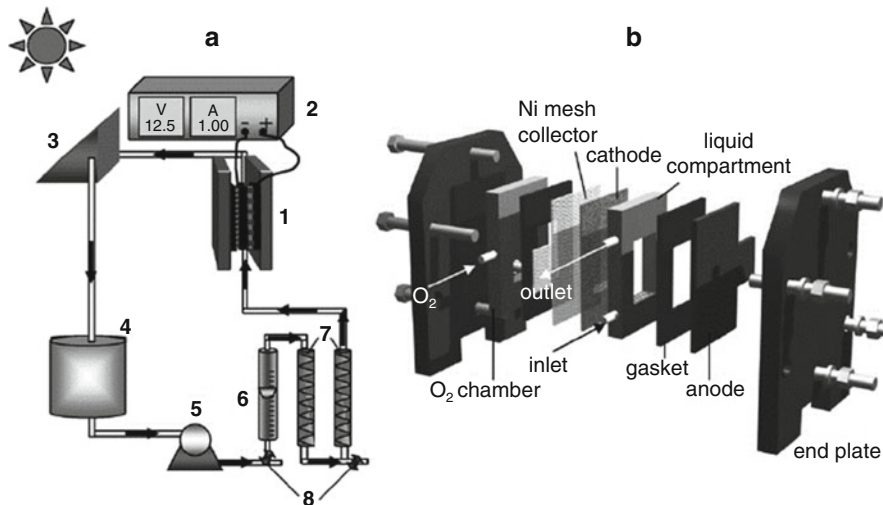 a
b
V
12.5
A
1.00
- +
2
3
1
4
5
6
7
8
Ni mesh
collector
cathode
liquid
compartment
O₂
outlet
inlet
O₂ chamber
gasket
anode
end plate